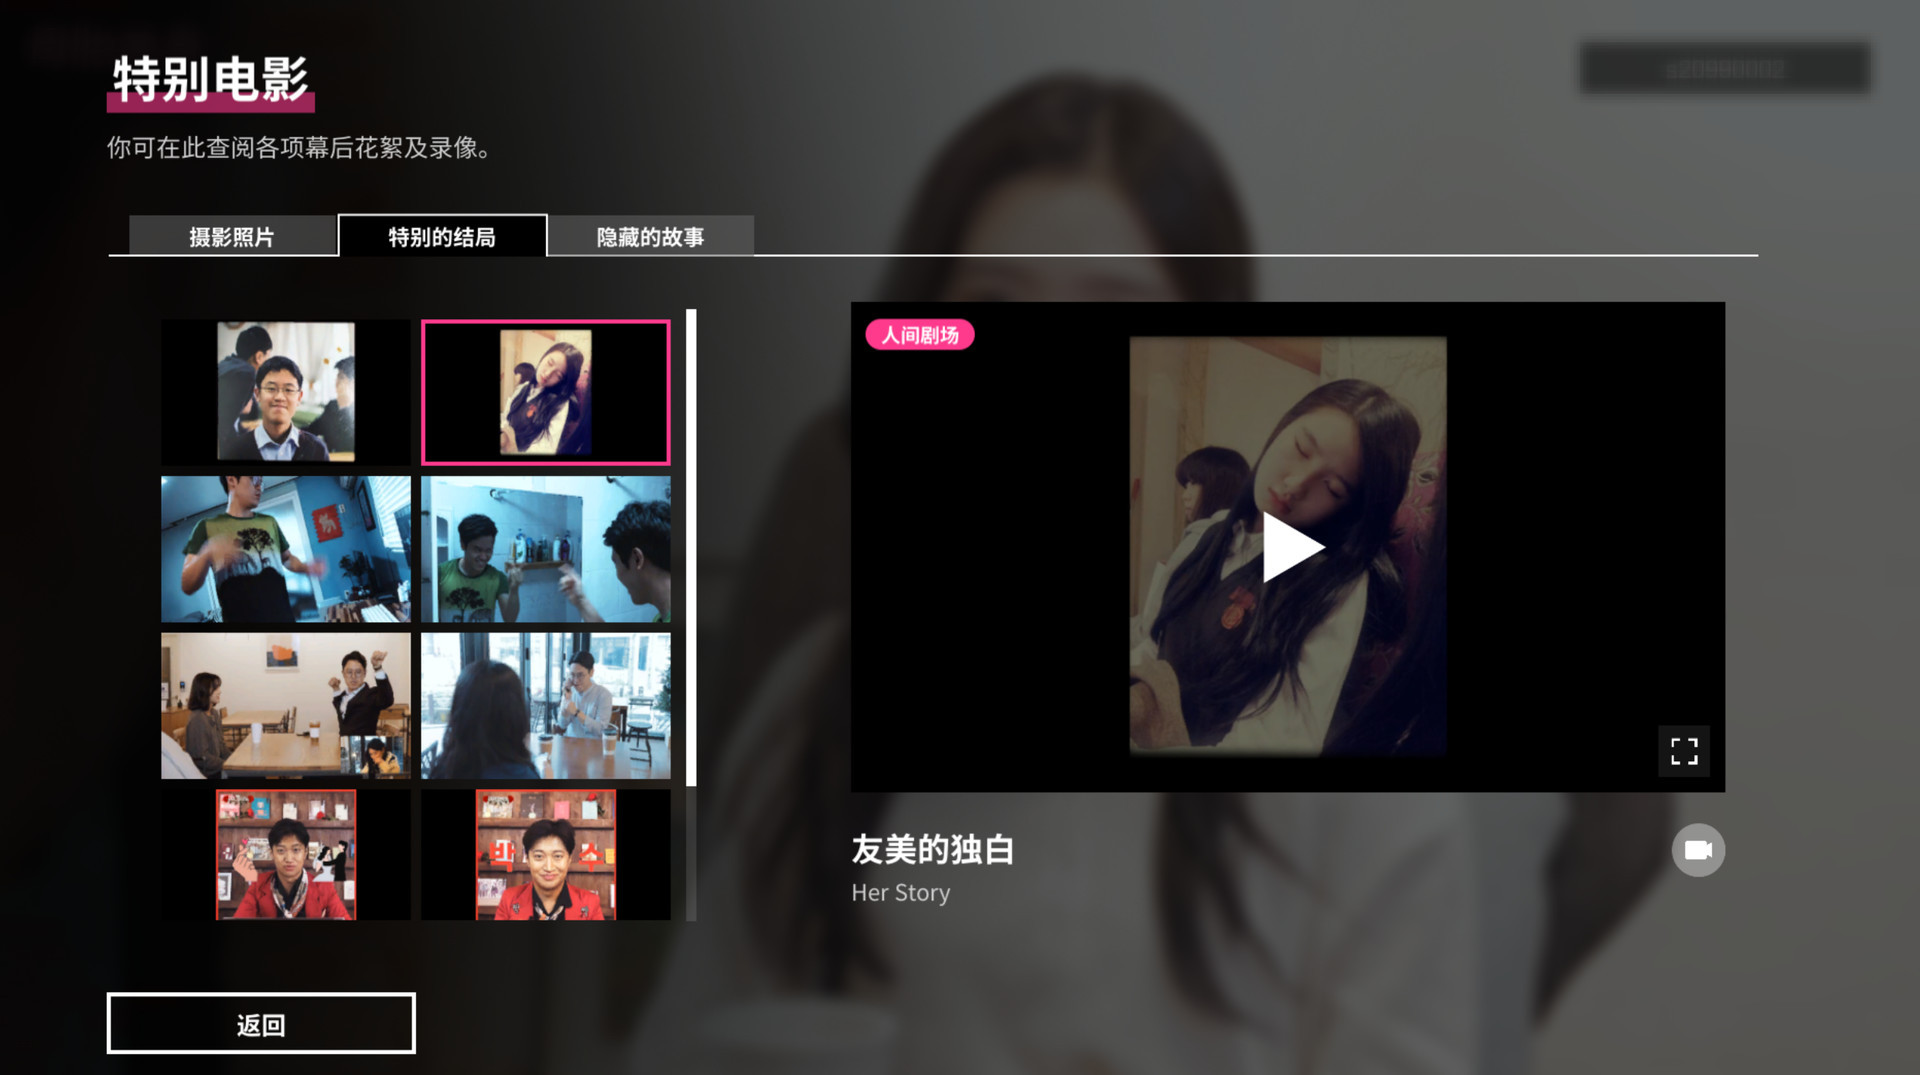 特别电影
你可在此查阅各项幕后花絮及录像。
摄影照片
特别的结局
隐藏的故事
人间剧场
박
수
友美的独白
Her Story
返回